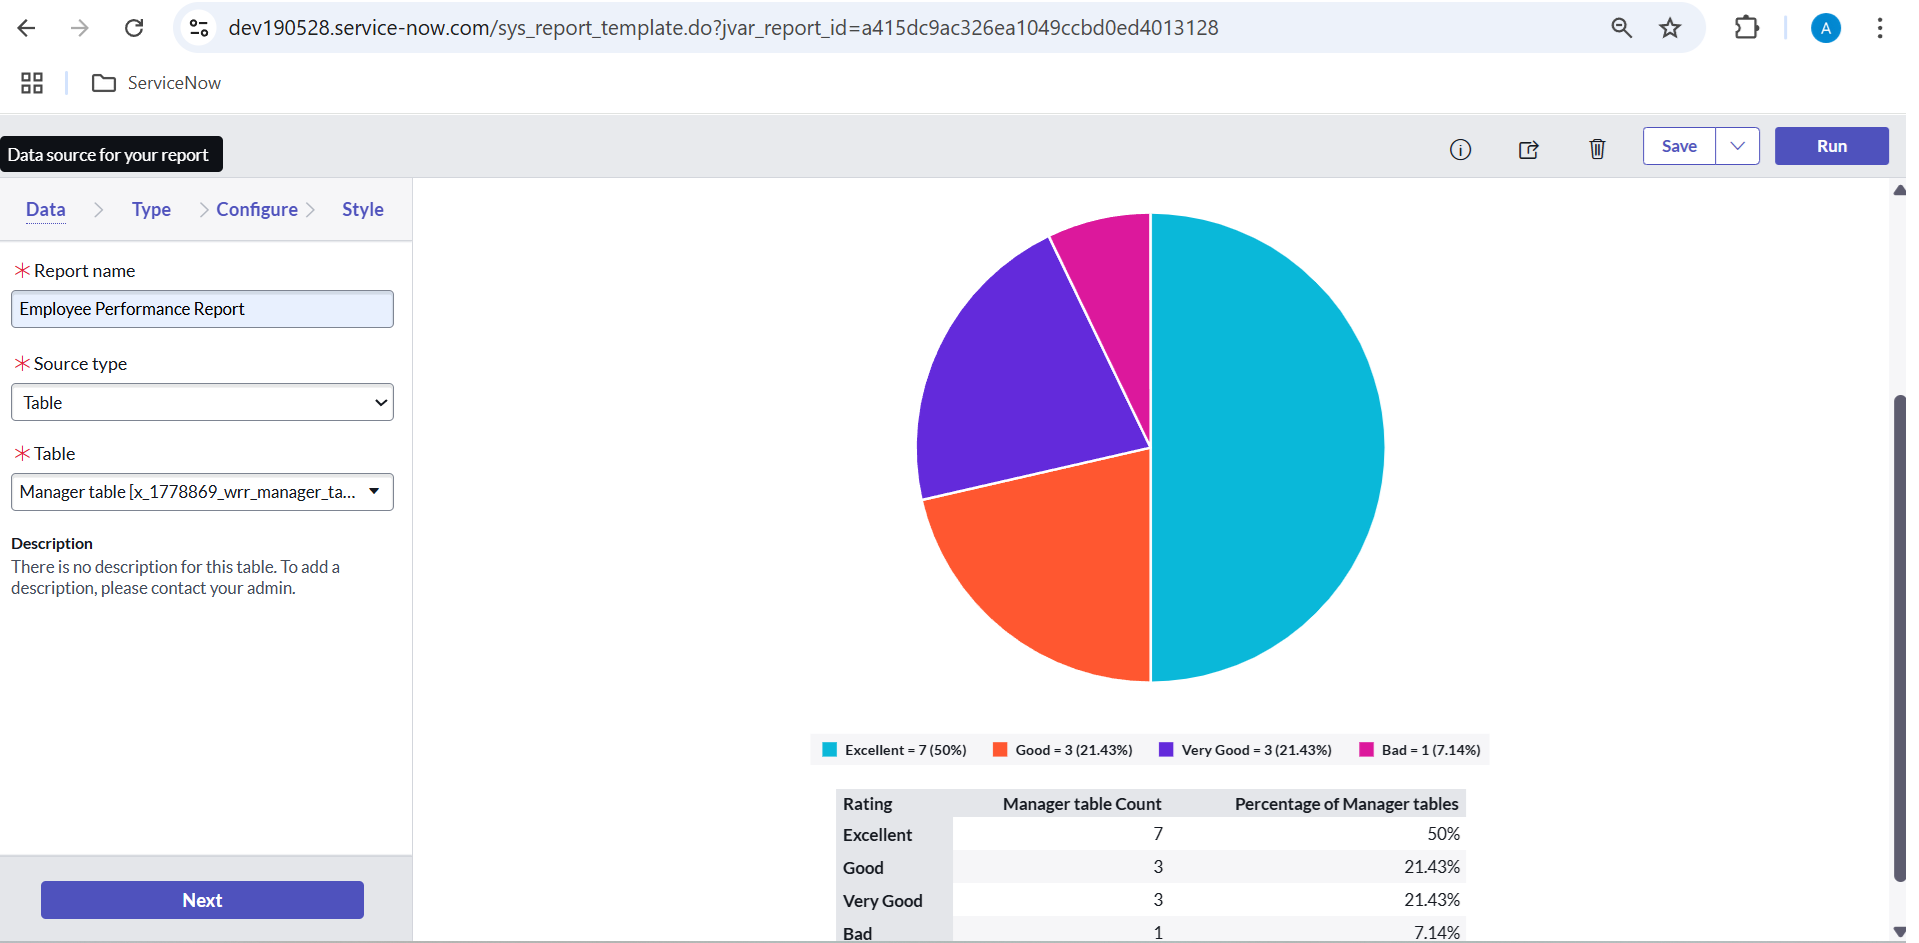 dev190528.service-now.com/sys_report_template.do?jvar_report_id=a415dc9ac326ea1049ccbd0ed4013128
A
ServiceNow
Data source for your report
Save
Run
Data
Type
Configure
Style
Report name
Employee Performance Report
Source type
Table
Table
Manager table [x_1778869_wrr_manager_ta...
Description
There is no description for this table. To add a
description, please contact your admin.
Next
Excellent = 7 (50%) Good = 3 (21.43%) Very Good = 3 (21.43%) Bad = 1 (7.14%)
Rating Manager table Count Percentage of Manager tables
Excellent 7 50%
Good 3 21.43%
Very Good 3 21.43%
Bad 1 7.14%